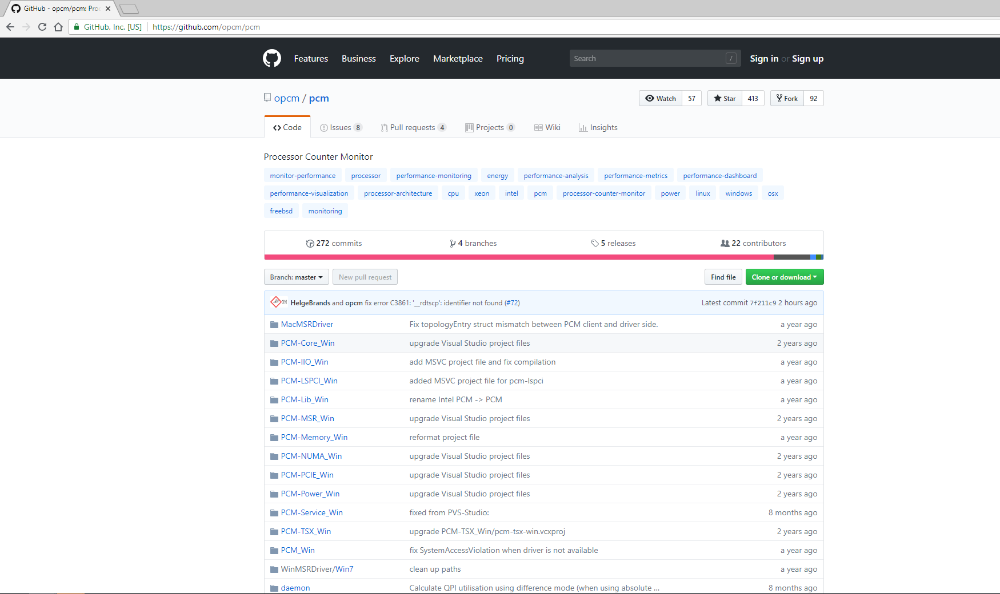 GitHub - opcm/pcm: Pro
GitHub, Inc. [US] https://github.com/opcm/pcm
Features Business Explore Marketplace Pricing Search / Sign in or Sign up
opcm / pcm Watch 57 Star 413 Fork 92
Code Issues 8 Pull requests 4 Projects 0 Wiki Insights
Processor Counter Monitor
monitor-performance processor performance-monitoring energy performance-analysis performance-metrics performance-dashboard
performance-visualization processor-architecture cpu xeon intel pcm processor-counter-monitor power linux windows osx
freebsd monitoring
272 commits 4 branches 5 releases 22 contributors
Branch: master New pull request Find file Clone or download
HelgeBrands and opcm fix error C3861: '__rdtscp': identifier not found (#72) Latest commit 7f211c9 2 hours ago
MacMSRDriver Fix topologyEntry struct mismatch between PCM client and driver side. a year ago
PCM-Core_Win upgrade Visual Studio project files 2 years ago
PCM-IIO_Win add MSVC project file and fix compilation a year ago
PCM-LSPCI_Win added MSVC project file for pcm-lspci a year ago
PCM-Lib_Win rename Intel PCM -> PCM a year ago
PCM-MSR_Win upgrade Visual Studio project files 2 years ago
PCM-Memory_Win reformat project file a year ago
PCM-NUMA_Win upgrade Visual Studio project files 2 years ago
PCM-PCIE_Win upgrade Visual Studio project files 2 years ago
PCM-Power_Win upgrade Visual Studio project files 2 years ago
PCM-Service_Win fixed from PVS-Studio: 8 months ago
PCM-TSX_Win upgrade PCM-TSX_Win/pcm-tsx-win.vcxproj 2 years ago
PCM_Win fix SystemAccessViolation when driver is not available a year ago
WinMSRDriver/Win7 clean up paths a year ago
daemon Calculate QPI utilisation using difference mode (when using absolute ... 8 months ago